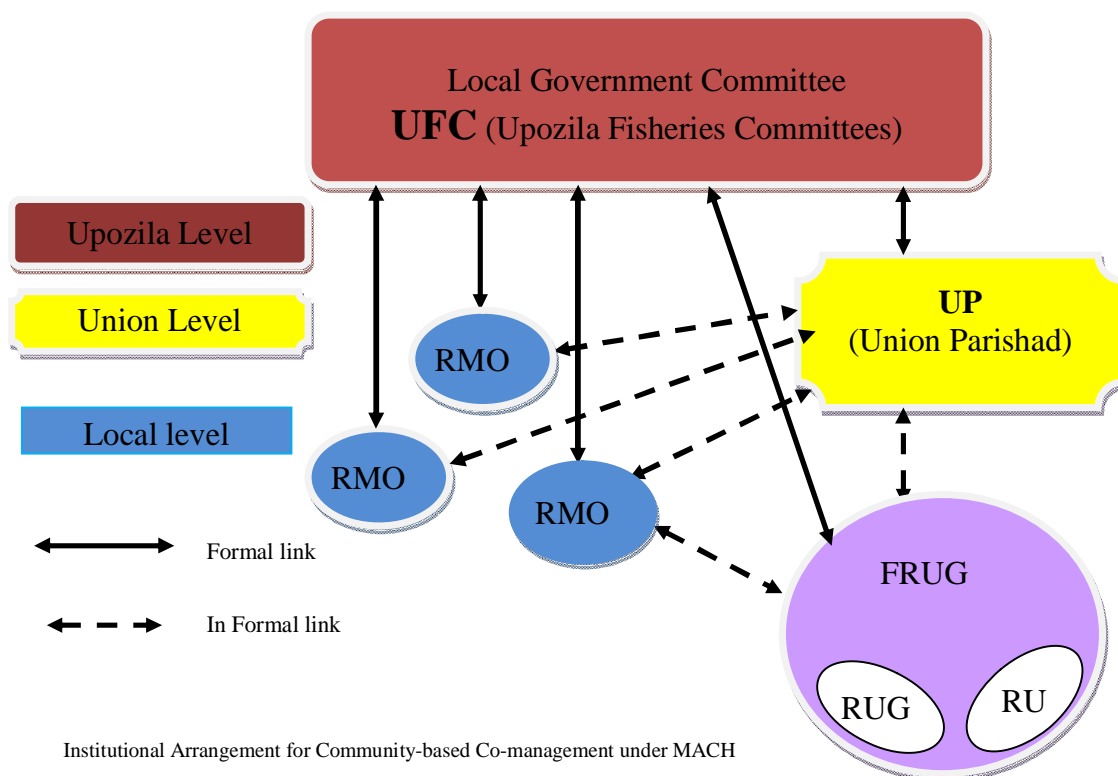 Local Government Committee
UFC (Upozila Fisheries Committees)
Upozila Level
Union Level
Local level
UP
(Union Parishad)
RMO
RMO
RMO
Formal link
In Formal link
FRUG
RUG
RU
Institutional Arrangement for Community-based Co-management under MACH